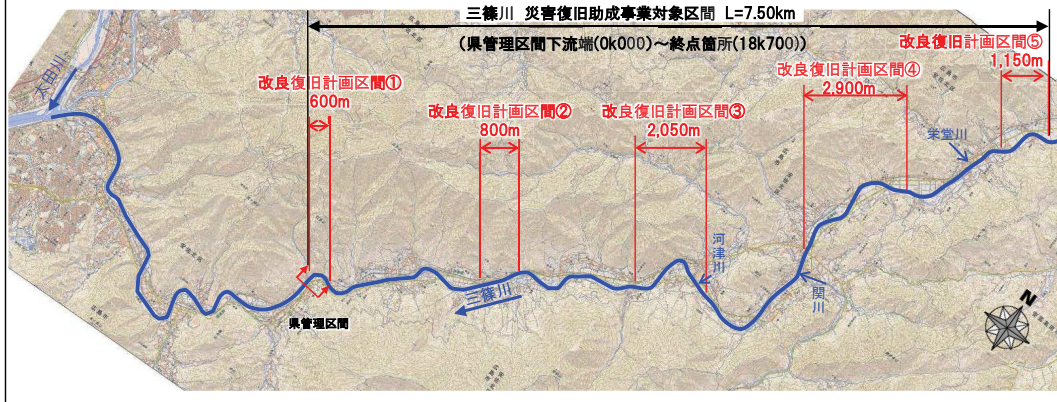 三篠川 災害復旧助成事業対象区間 L=7.50km
(県管理区間下流端(0k000)～終点箇所(18k700))
改良復旧計画区間①
600m
改良復旧計画区間②
800m
改良復旧計画区間③
2,050m
改良復旧計画区間④
2,900m
改良復旧計画区間⑤
1,150m
太田川
栄堂川
河津川
関川
三篠川
県管理区間
N